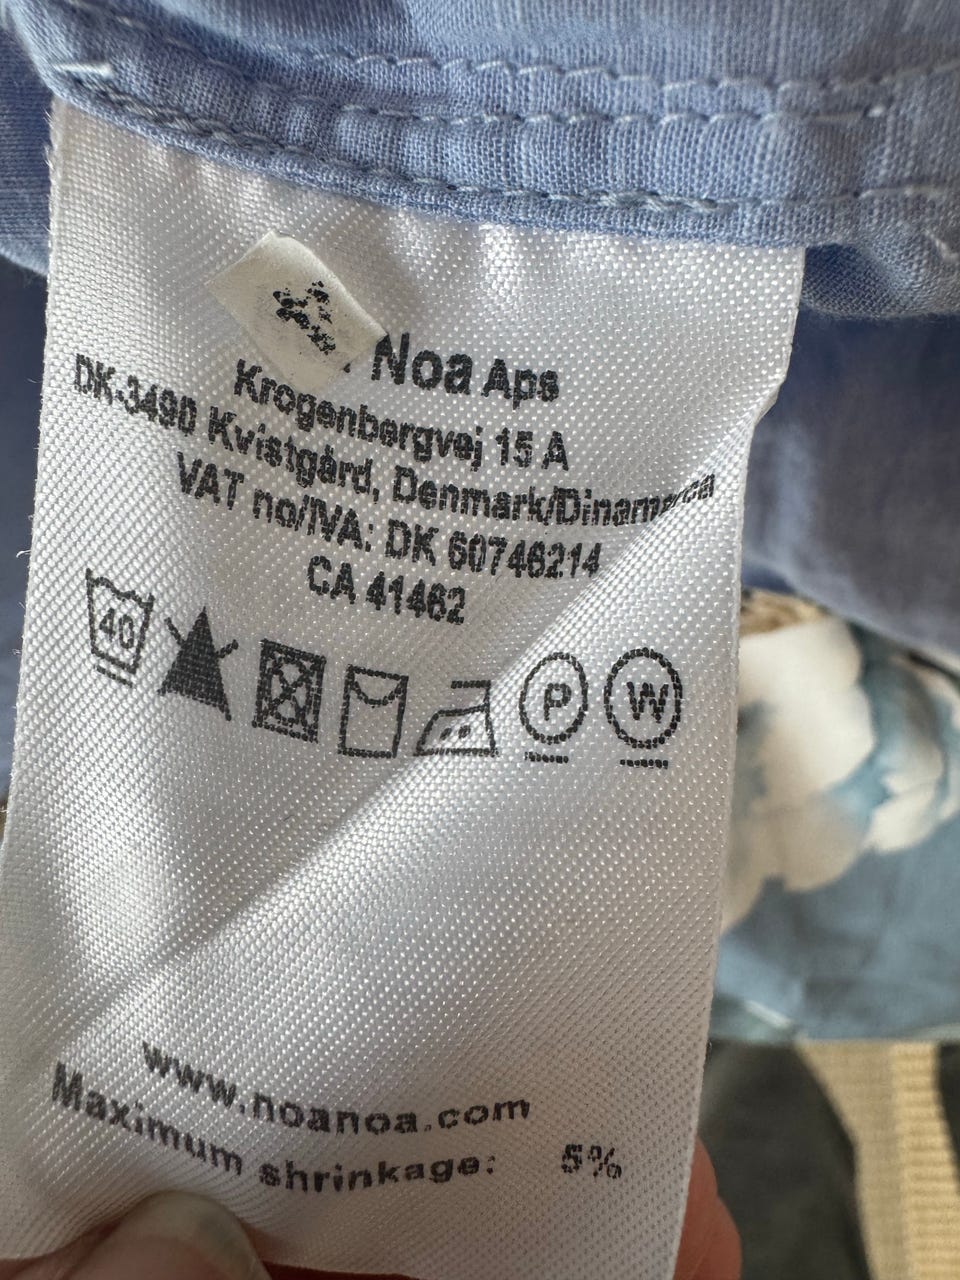 Noa Aps
Krogenbergvej 15 A
DK-3490 Kvistgård, Denmark/Dinamarca
VAT no/IVA: DK 60746214
CA 41462
40
P
W
www.noanoa.com
Maximum shrinkage: 5%